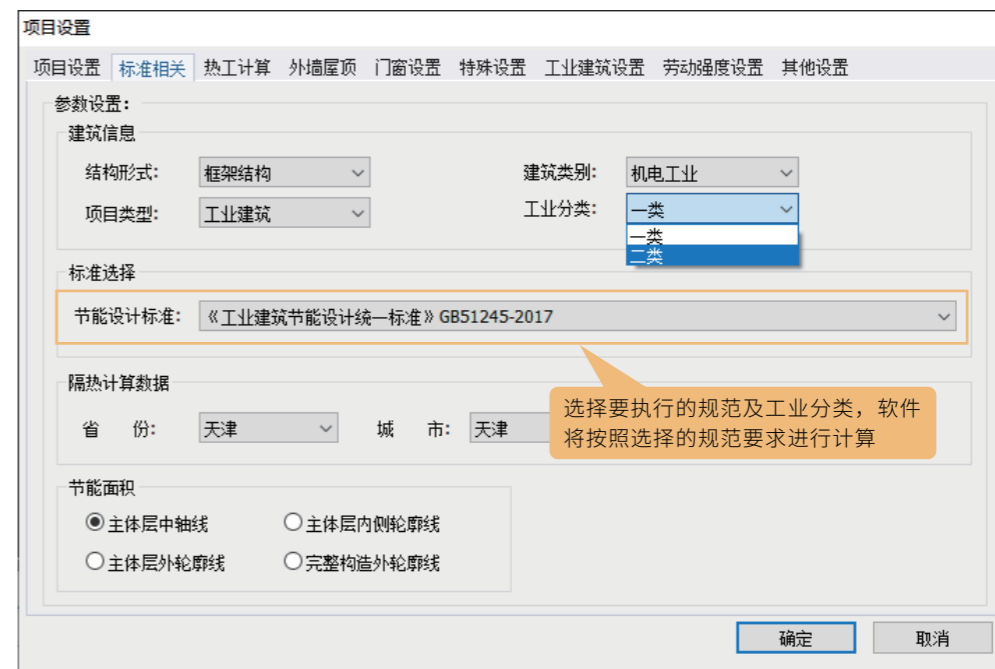 项目设置
项目设置 标准相关 热工计算 外墙屋顶 门窗设置 特殊设置 工业建筑设置 劳动强度设置 其他设置
参数设置：
建筑信息
结构形式： 框架结构 建筑类别： 机电工业
项目类型： 工业建筑 工业分类： 一类
一类
二类
标准选择
节能设计标准： 《工业建筑节能设计统一标准》GB51245-2017
隔热计算数据
省 份： 天津 城 市： 天津
选择要执行的规范及工业分类，软件
将按照选择的规范要求进行计算
节能面积
主体层中轴线 主体层内侧轮廓线
主体层外轮廓线 完整构造外轮廓线
确定 取消